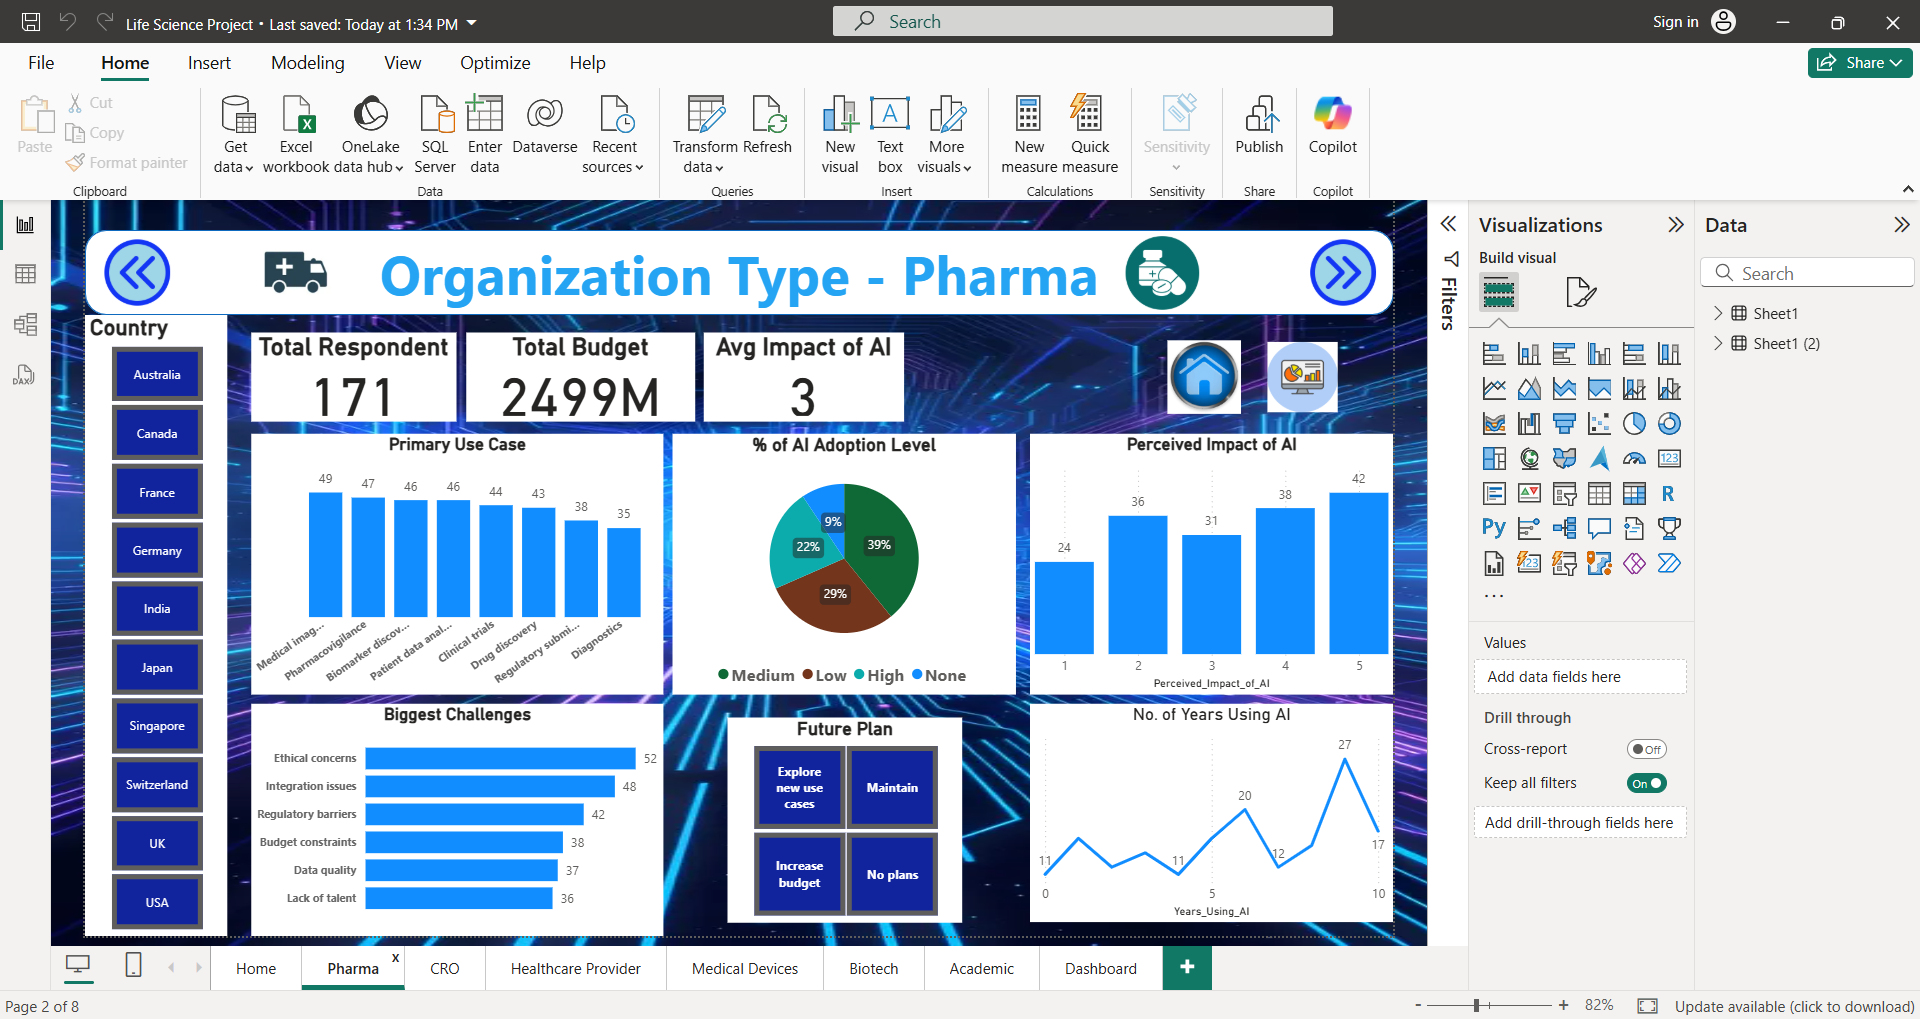 Life Science Project • Last saved: Today at 1:34 PM
Search
Sign in
File
Home
Insert
Modeling
View
Optimize
Help
Share
Paste
Cut
Copy
Format painter
Clipboard
Get data
Excel workbook
OneLake data hub
SQL Server
Enter data
Dataverse
Recent sources
Data
Transform data
Refresh
Queries
New visual
Text box
More visuals
Insert
New measure
Quick measure
Calculations
Sensitivity
Sensitivity
Publish
Share
Copilot
Copilot
DAX
Organization Type - Pharma
Country
Australia
Canada
France
Germany
India
Japan
Singapore
Switzerland
UK
USA
Total Respondent
171
Total Budget
2499M
Avg Impact of AI
3
Primary Use Case
49
47
46
46
44
43
38
35
Medical imag...
Pharmacovigilance
Biomarker discov...
Patient data anal...
Clinical trials
Drug discovery
Regulatory submi...
Diagnostics
% of AI Adoption Level
9%
22%
39%
29%
Medium
Low
High
None
Perceived Impact of AI
24
36
31
38
42
1
2
3
4
5
Perceived_Impact_of_AI
Biggest Challenges
Ethical concerns
52
Integration issues
48
Regulatory barriers
42
Budget constraints
38
Data quality
37
Lack of talent
36
Future Plan
Explore
new use
cases
Maintain
Increase
budget
No plans
No. of Years Using AI
11
11
20
12
27
17
0
5
10
Years_Using_AI
Filters
Visualizations
Build visual
123
R
Py
123
...
Values
Add data fields here
Drill through
Cross-report
Off
Keep all filters
On
Add drill-through fields here
Data
Search
Sheet1
Sheet1 (2)
Home
Pharma
x
CRO
Healthcare Provider
Medical Devices
Biotech
Academic
Dashboard
+
Page 2 of 8
-
+
82%
Update available (click to download)